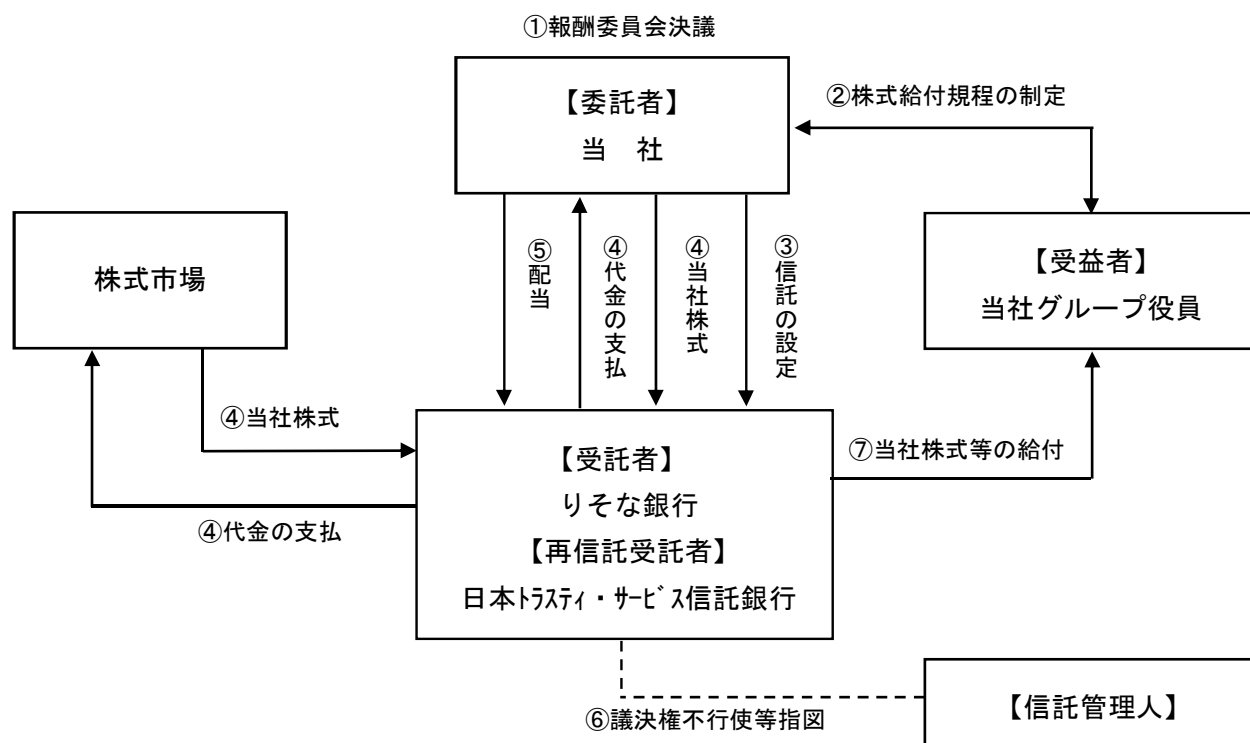 ①報酬委員会決議
【委託者】
当　社
②株式給付規程の制定
株式市場
【受益者】
当社グループ役員
⑤配当
④代金の支払
④当社株式
③信託の設定
④当社株式
④代金の支払
【受託者】
りそな銀行
【再信託受託者】
日本ﾄﾗｽﾃｨ・ｻｰﾋﾞｽ信託銀行
⑦当社株式等の給付
⑥議決権不行使等指図
【信託管理人】